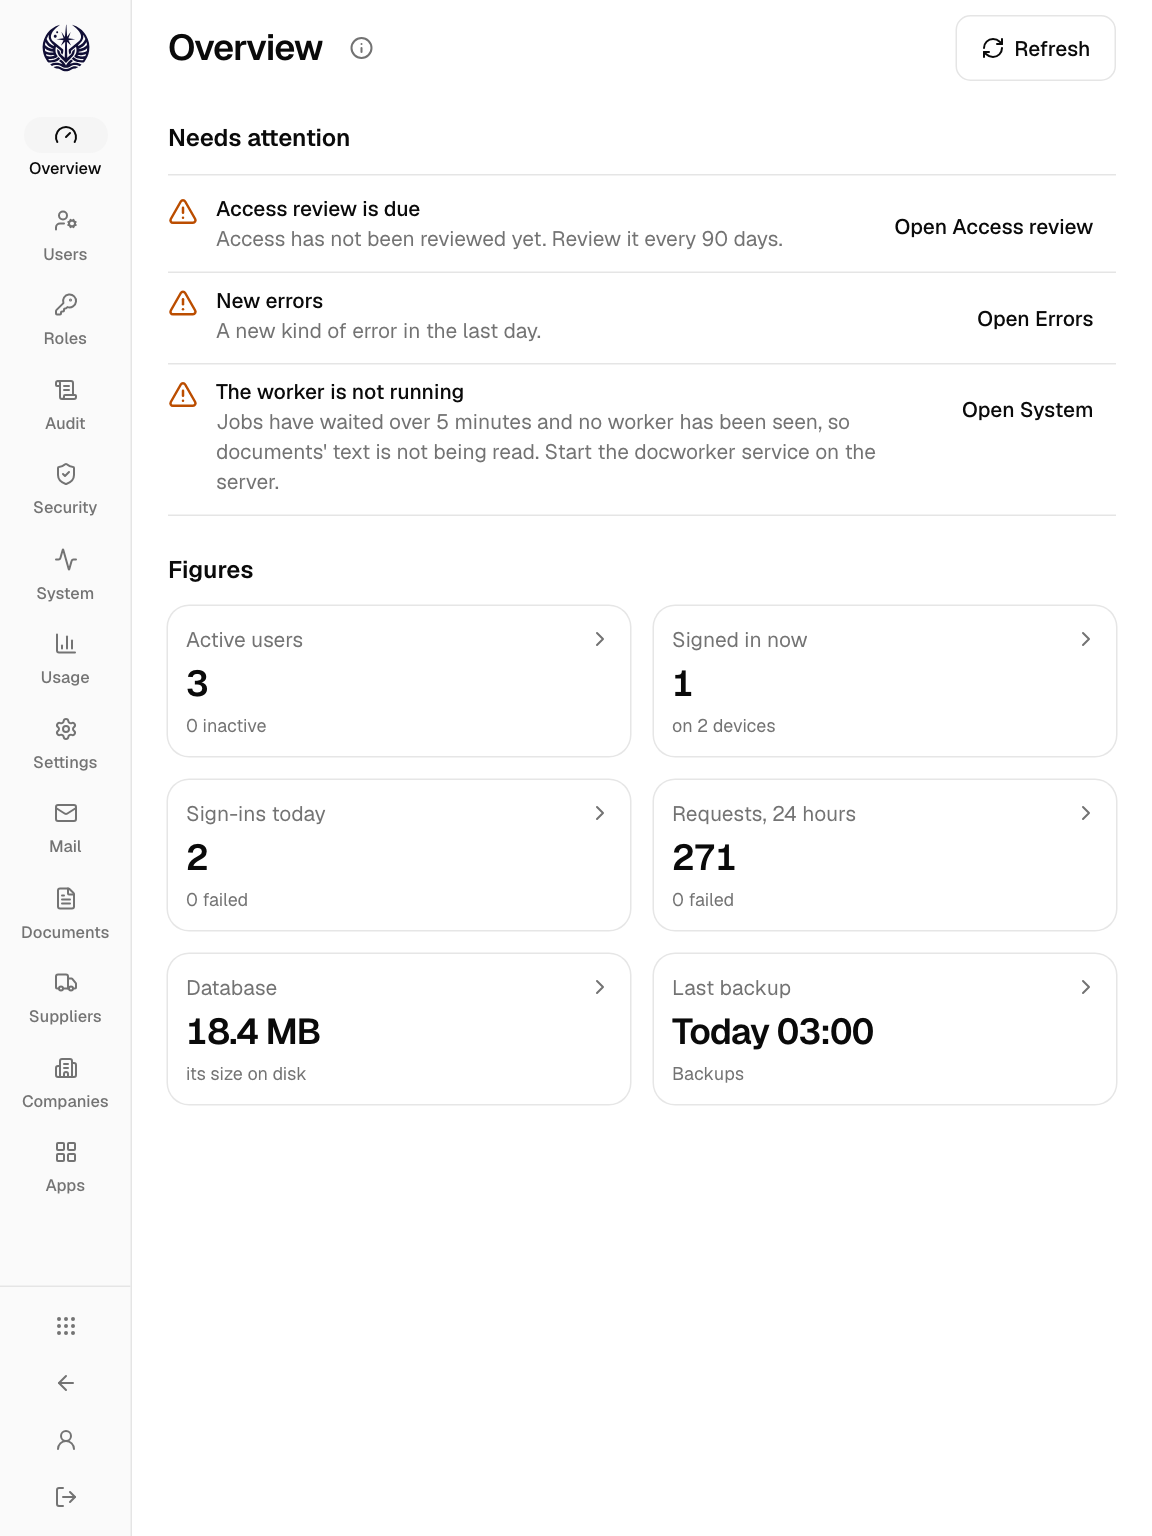 Overview
Refresh
Overview
Users
Roles
Audit
Security
System
Usage
Settings
Mail
Documents
Suppliers
Companies
Apps
Needs attention
Access review is due
Access has not been reviewed yet. Review it every 90 days.
Open Access review
New errors
A new kind of error in the last day.
Open Errors
The worker is not running
Jobs have waited over 5 minutes and no worker has been seen, so
documents' text is not being read. Start the docworker service on the
server.
Open System
Figures
Active users
3
0 inactive
Signed in now
1
on 2 devices
Sign-ins today
2
0 failed
Requests, 24 hours
271
0 failed
Database
18.4 MB
its size on disk
Last backup
Today 03:00
Backups